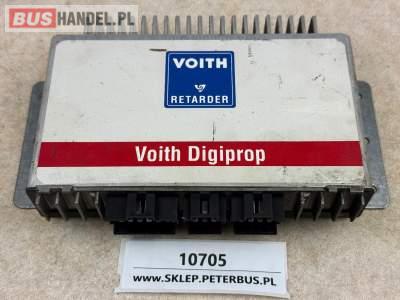 BUSHANDEL.PL
VOITH
RETARDER
Voith Digiprop
10705
www.SKLEP.PETERBUS.PL